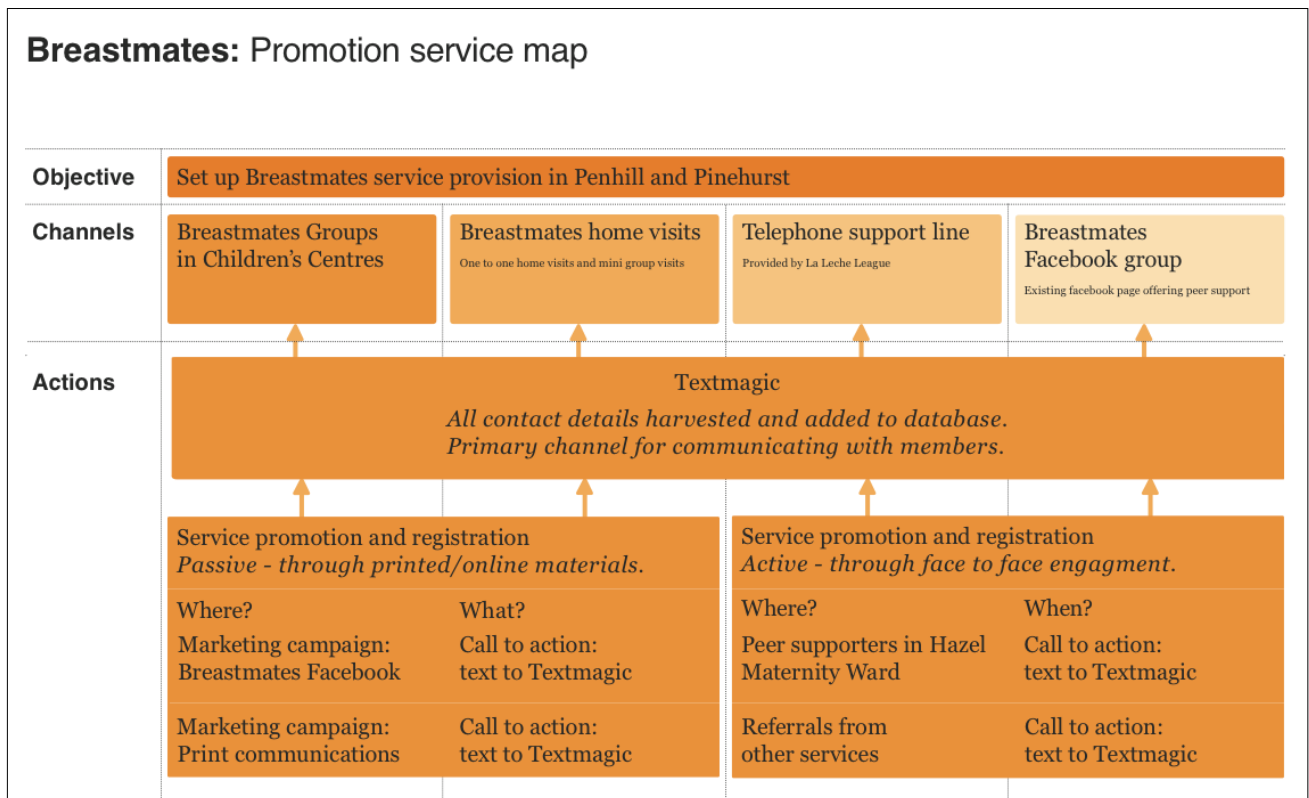 Breastmates: Promotion service map
Objective
Set up Breastmates service provision in Penhill and Pinehurst
Channels
Breastmates Groups
in Children's Centres
Breastmates home visits
One to one home visits and mini group visits
Telephone support line
Provided by La Leche League
Breastmates
Facebook group
Existing facebook page offering peer support
Actions
Textmagic
All contact details harvested and added to database.
Primary channel for communicating with members.
Service promotion and registration
Passive - through printed/online materials.
Where?
Marketing campaign:
Breastmates Facebook
What?
Call to action:
text to Textmagic
Marketing campaign:
Print communications
Call to action:
text to Textmagic
Service promotion and registration
Active - through face to face engagment.
Where?
Peer supporters in Hazel
Maternity Ward
When?
Call to action:
text to Textmagic
Referrals from
other services
Call to action:
text to Textmagic